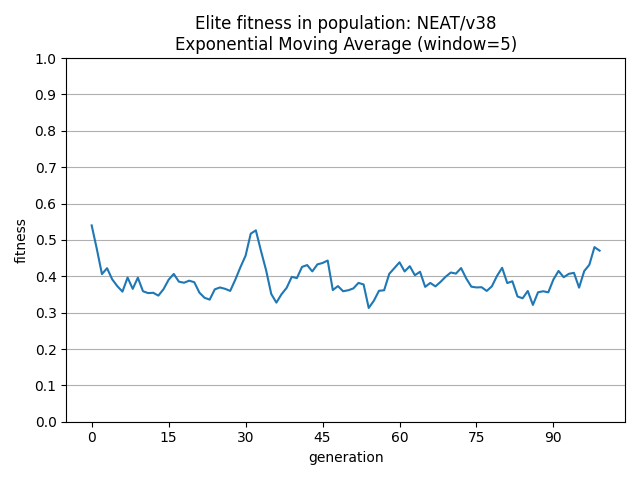 Elite fitness in population: NEAT/v38
Exponential Moving Average (window=5)
1.0
0.9
0.8
0.7
0.6
0.5
0.4
0.3
0.2
0.1
0.0
fitness
0 15 30 45 60 75 90
generation